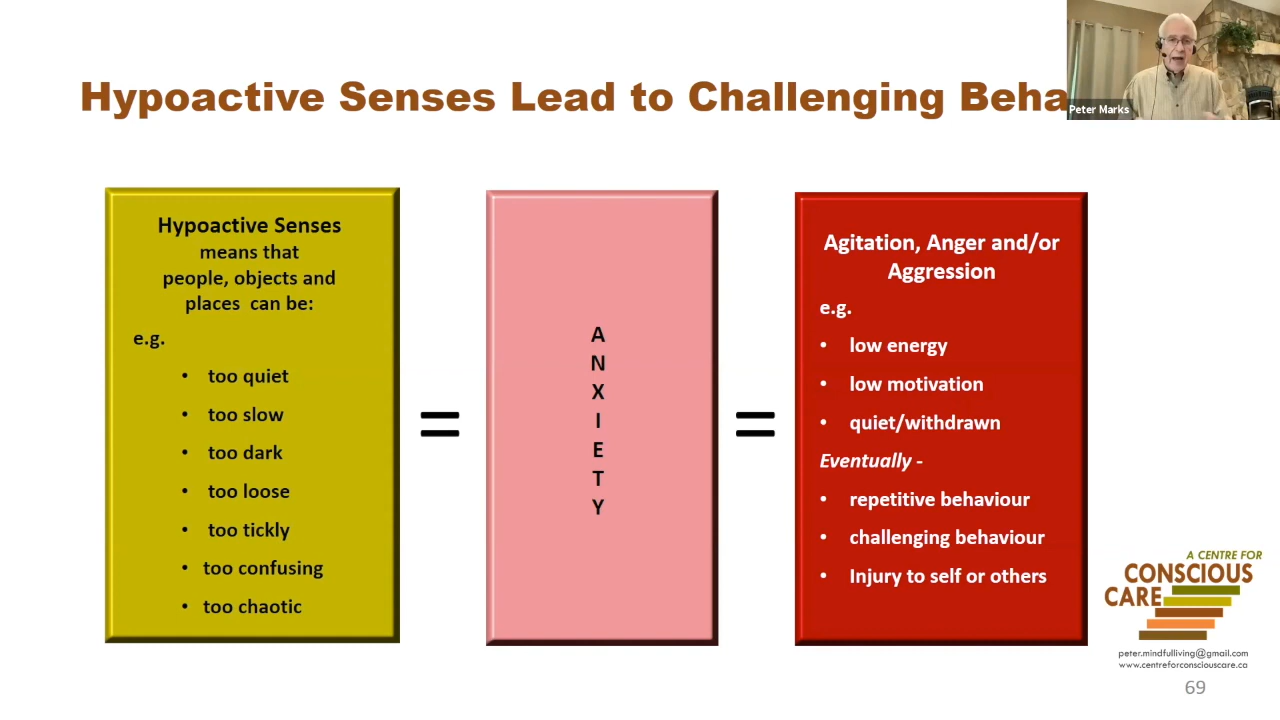 Hypoactive Senses Lead to Challenging Beha
Peter Marks
Hypoactive Senses
means that
people, objects and
places can be:
e.g.
• too quiet
• too slow
• too dark
• too loose
• too tickly
• too confusing
• too chaotic
=
A
N
X
I
E
T
Y
=
Agitation, Anger and/or
Aggression
e.g.
• low energy
• low motivation
• quiet/withdrawn
Eventually -
• repetitive behaviour
• challenging behaviour
• Injury to self or others
A CENTRE FOR
CONSCIOUS
CARE
peter.mindfulliving@gmail.com
www.centreforconsciouscare.ca
69